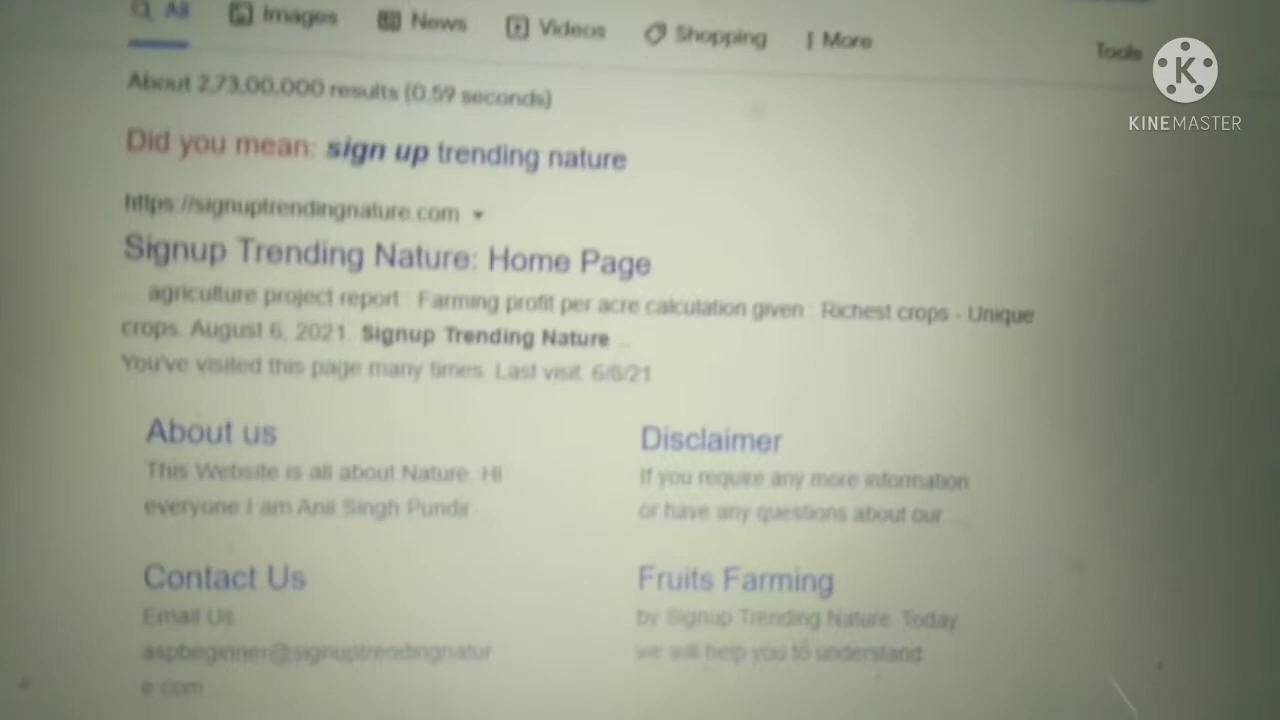 All Images News Videos Shopping More Tools
KINEMASTER
About 2,73,00,000 results (0.59 seconds)
Did you mean: sign up trending nature
https://signuptrendingnature.com
Signup Trending Nature: Home Page
agriculture project report : Farming profit per acre calculation given : Richest crops - Unique
crops. August 6, 2021. Signup Trending Nature ...
You've visited this page many times. Last visit: 6/8/21
About us
This Website is all about Nature. Hi
everyone I am Anil Singh Pundir
Disclaimer
If you require any more information
or have any questions about our ...
Contact Us
Email Us
aspbeginner@signuptrendingnatur
e.com
Fruits Farming
by Signup Trending Nature. Today
we will help you to understand